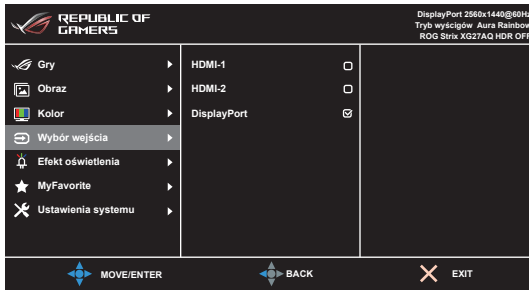 REPUBLIC OF
GAMERS
DisplayPort 2560x1440@60Hz
Tryb wyścigów Aura Rainbow
ROG Strix XG27AQ HDR OFF
Gry
Obraz
Kolor
Wybór wejścia
Efekt oświetlenia
MyFavorite
Ustawienia systemu
HDMI-1
HDMI-2
DisplayPort
MOVE/ENTER
BACK
EXIT